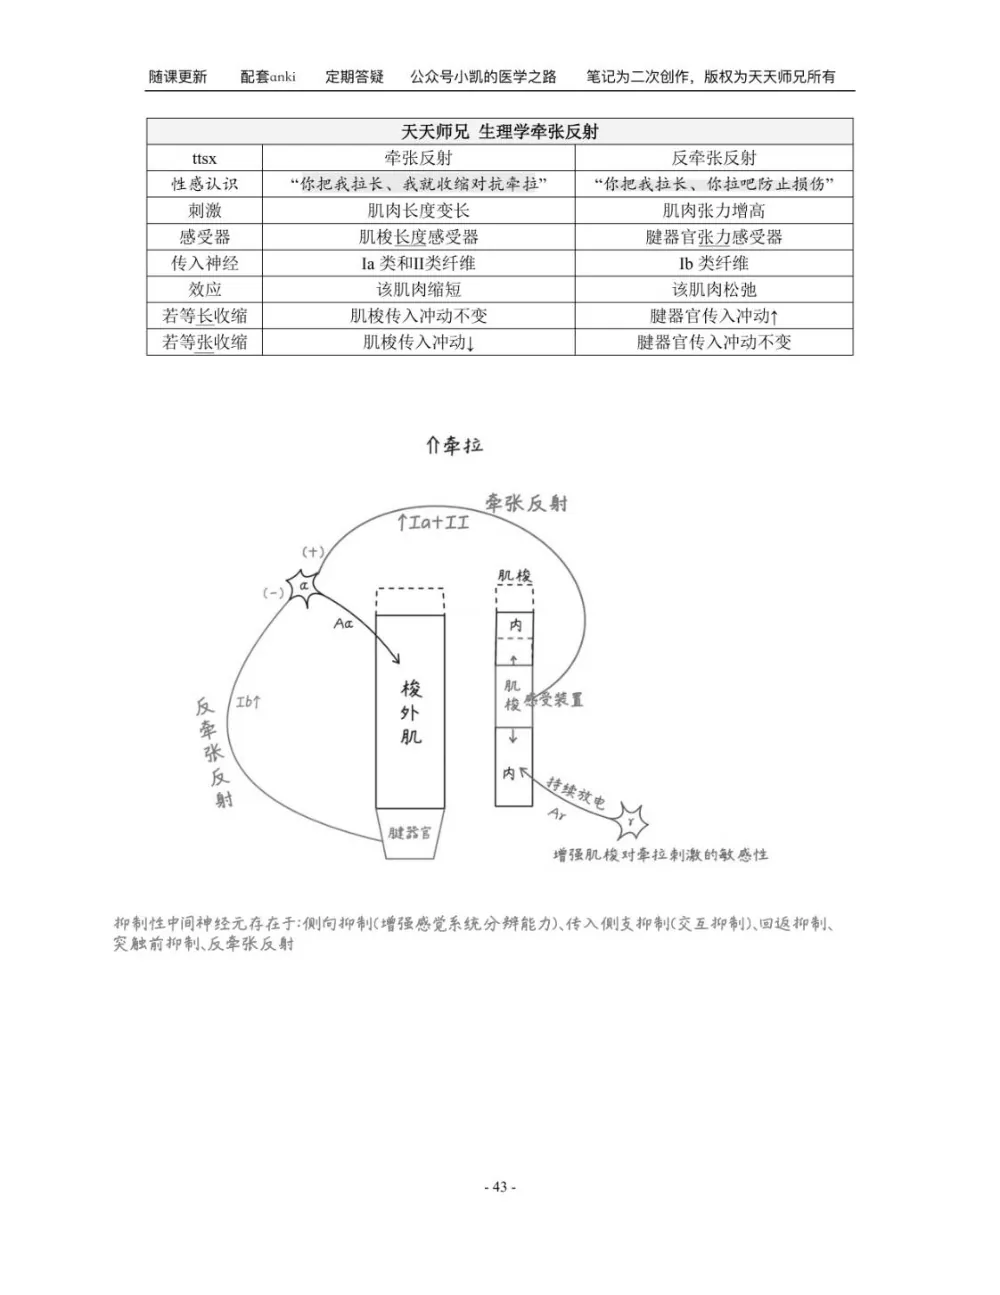 随课更新 配套anki 定期答疑 公众号小凯的医学之路 笔记为二次创作，版权为天天师兄所有
天天师兄 生理学牵张反射
ttsx 牵张反射 反牵张反射
性感认识 “你把我拉长、我就收缩对抗牵拉” “你把我拉长、你拉吧防止损伤”
刺激 肌肉长度变长 肌肉张力增高
感受器 肌梭长度感受器 腱器官张力感受器
传入神经 Ia 类和II类纤维 Ib 类纤维
效应 该肌肉缩短 该肌肉松弛
若等长收缩 肌梭传入冲动不变 腱器官传入冲动↑
若等张收缩 肌梭传入冲动↓ 腱器官传入冲动不变
⇑牵拉
牵张反射
↑Ia+II
(+)
α
(-)
Aα
肌梭
内
梭外肌
肌梭
感受装置
Ib↑
反牵张反射
内
持续放电
Aγ
γ
腱器官
增强肌梭对牵拉刺激的敏感性
抑制性中间神经元存在于:侧向抑制(增强感觉系统分辨能力)、传入侧支抑制(交互抑制)、回返抑制、
突触前抑制、反牵张反射
- 43 -